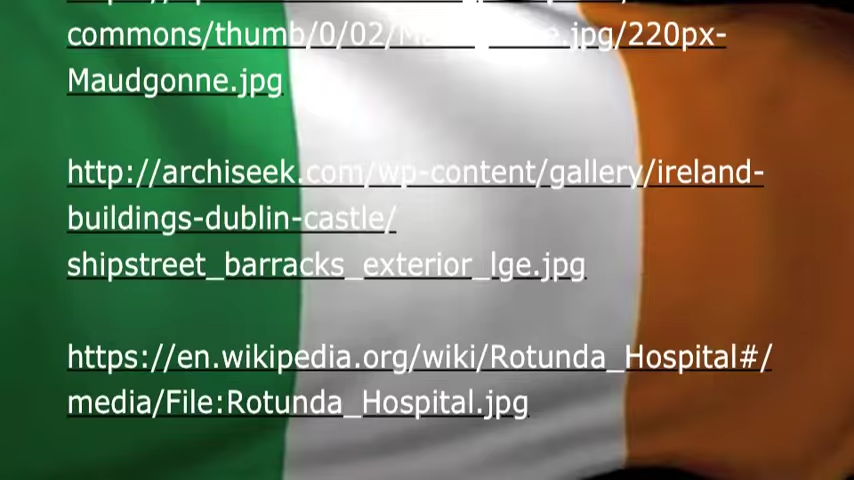 commons/thumb/0/02/Maudgonne.jpg/220px-
Maudgonne.jpg
http://archiseek.com/wp-content/gallery/ireland-
buildings-dublin-castle/
shipstreet_barracks_exterior_lge.jpg
https://en.wikipedia.org/wiki/Rotunda_Hospital#/
media/File:Rotunda_Hospital.jpg